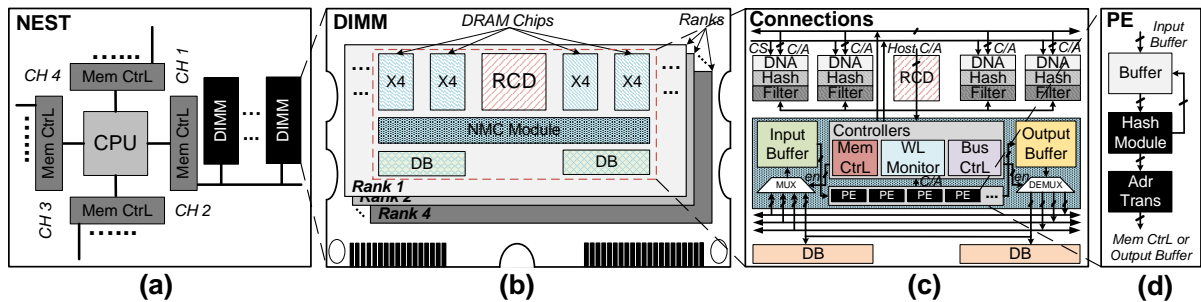 NEST
CH 4
CH 1
Mem CtrL
Mem CtrL
CPU
Mem CtrL
DIMM
......
DIMM
CH 3
Mem CtrL
CH 2
(a)
DIMM
DRAM Chips
Ranks
X4
X4
RCD
X4
X4
NMC Module
DB
DB
Rank 1
Rank 2
Rank 4
(b)
Connections
CS
C/A
C/A
Host C/A
C/A
C/A
DNA
Hash
Filter
DNA
Hash
Filter
RCD
DNA
Hash
Filter
DNA
Hash
Filter
Input
Buffer
Controllers
Mem
Ctrl
WL
Monitor
Bus
Ctrl
Output
Buffer
C/A
en
en
MUX
PE
PE
PE
PE
...
DEMUX
DB
DB
(c)
PE
Input
Buffer
Buffer
Hash
Module
Adr
Trans
Mem CtrL or
Output Buffer
(d)